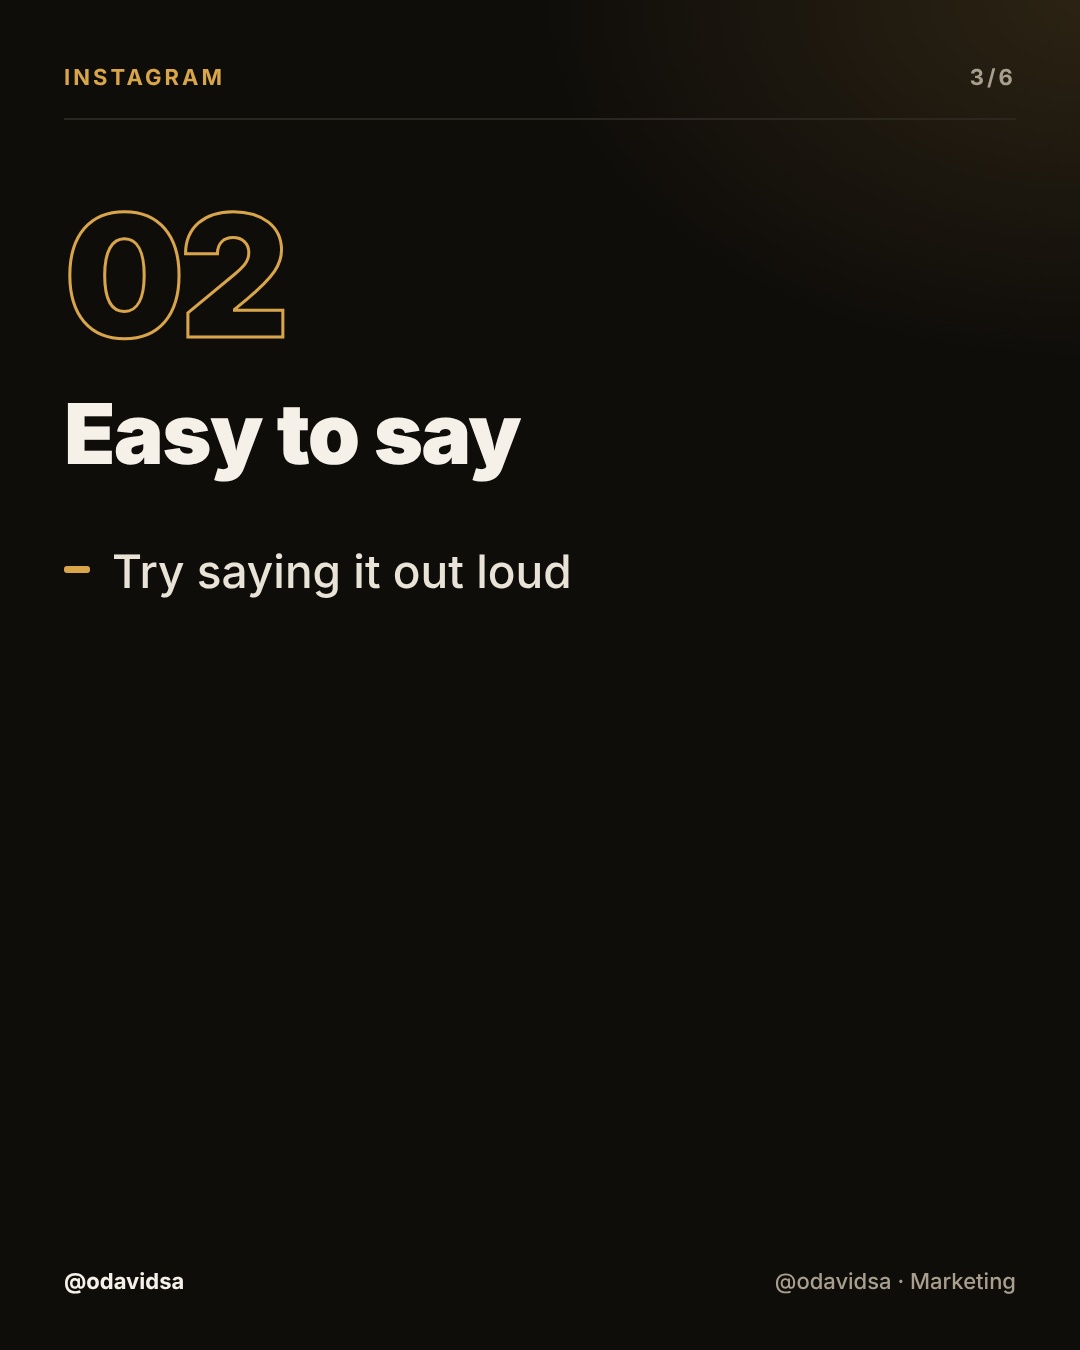 INSTAGRAM
3/6
02
Easy to say
Try saying it out loud
@odavidsa
@odavidsa · Marketing